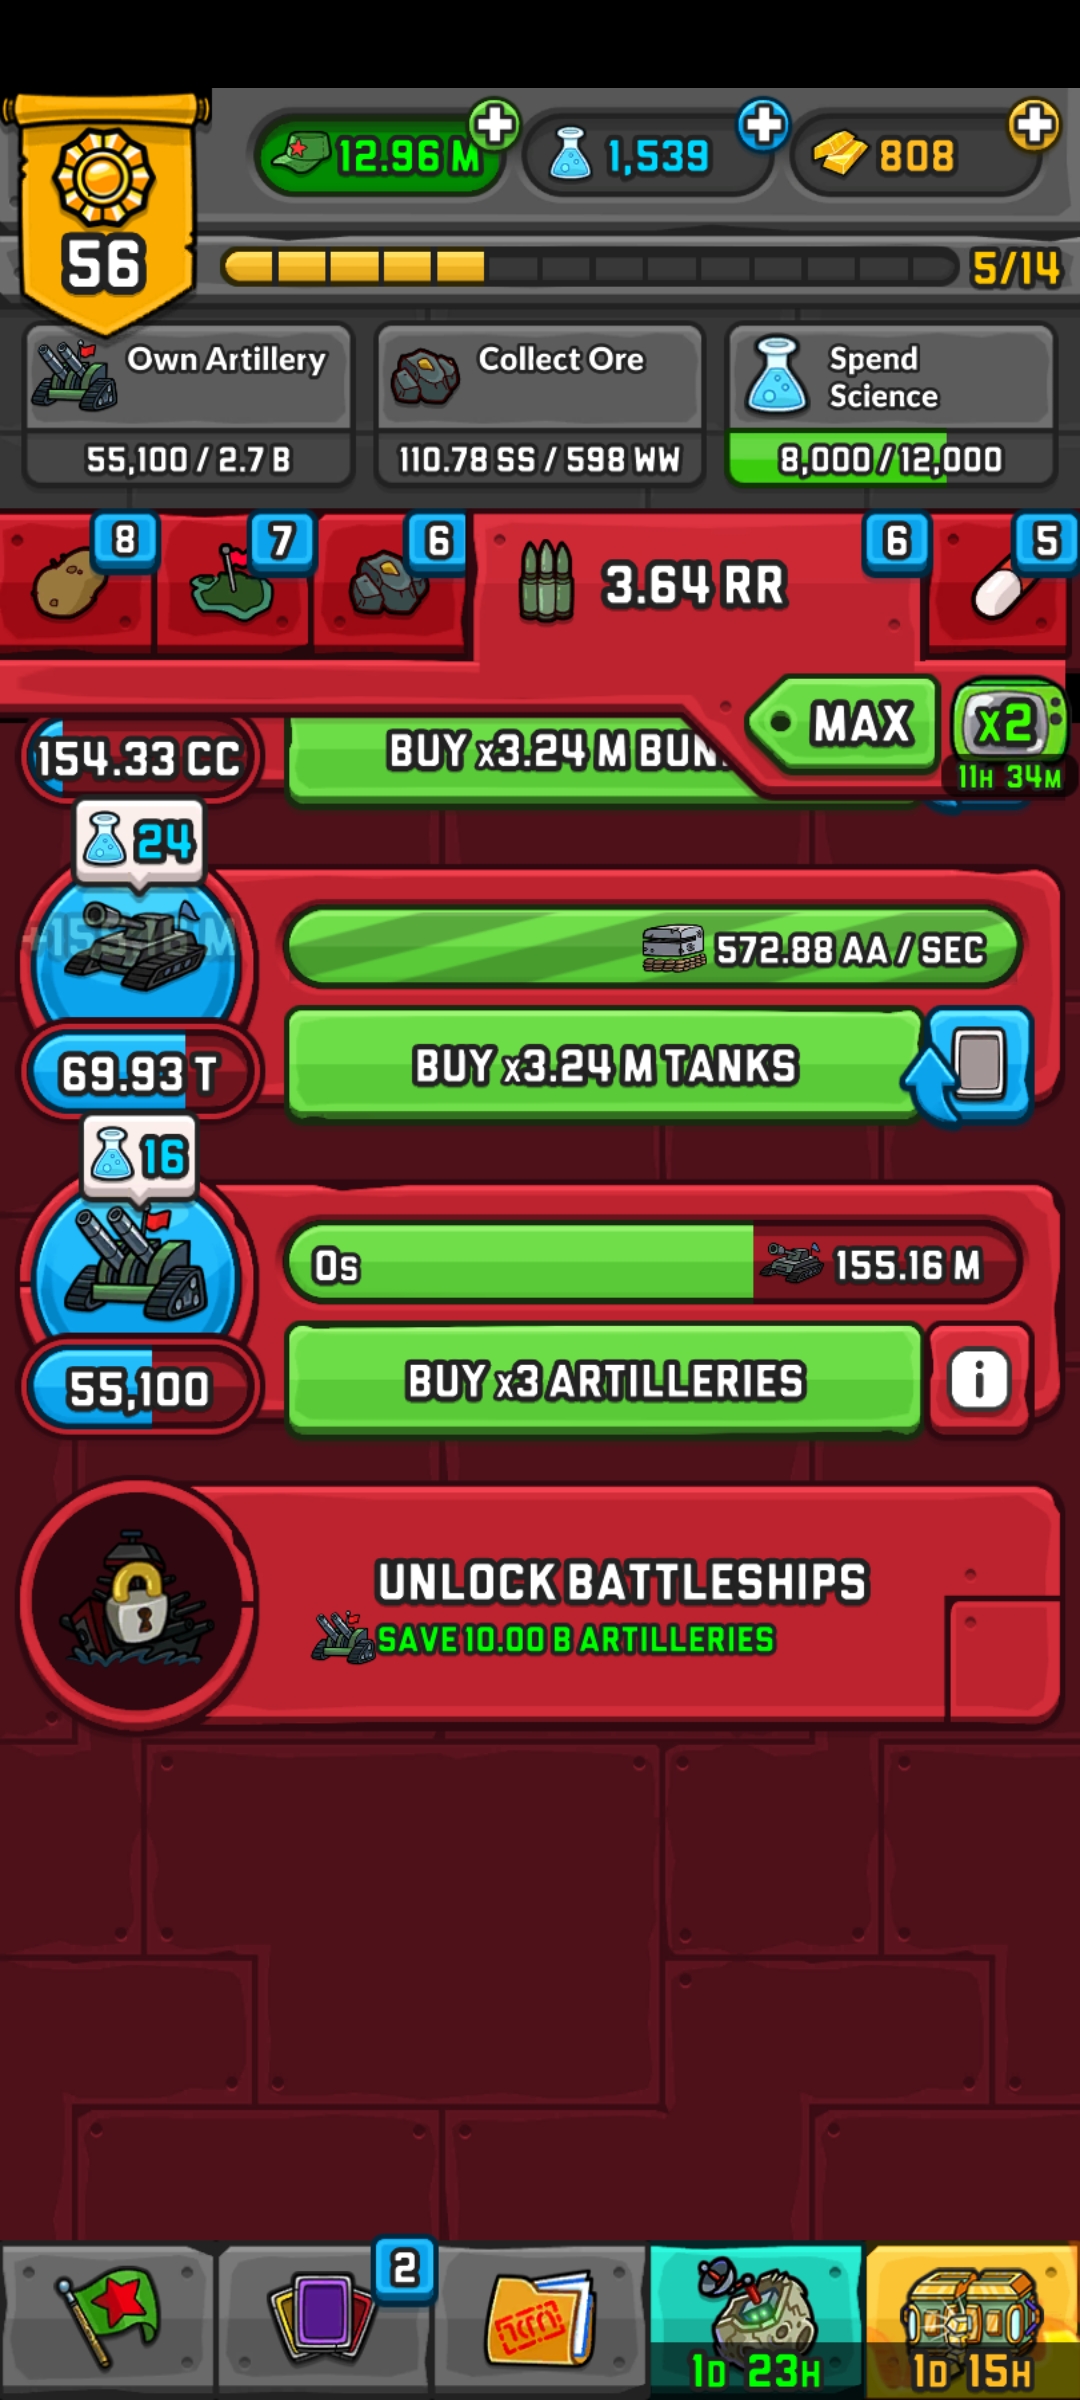 12.96 M
1,539
808
56
5/14
Own Artillery
55,100 / 2.7 B
Collect Ore
110.78 SS / 598 WW
Spend
Science
8,000 / 12,000
8
7
6
3.64 RR
6
5
154.33 CC
BUY x3.24 M BUN.
MAX
x2
11H 34M
24
572.88 AA / SEC
69.93 T
BUY x3.24 M TANKS
16
0s
155.16 M
55,100
BUY x3 ARTILLERIES
i
UNLOCK BATTLESHIPS
SAVE 10.00 B ARTILLERIES
2
1D 23H
1D 15H